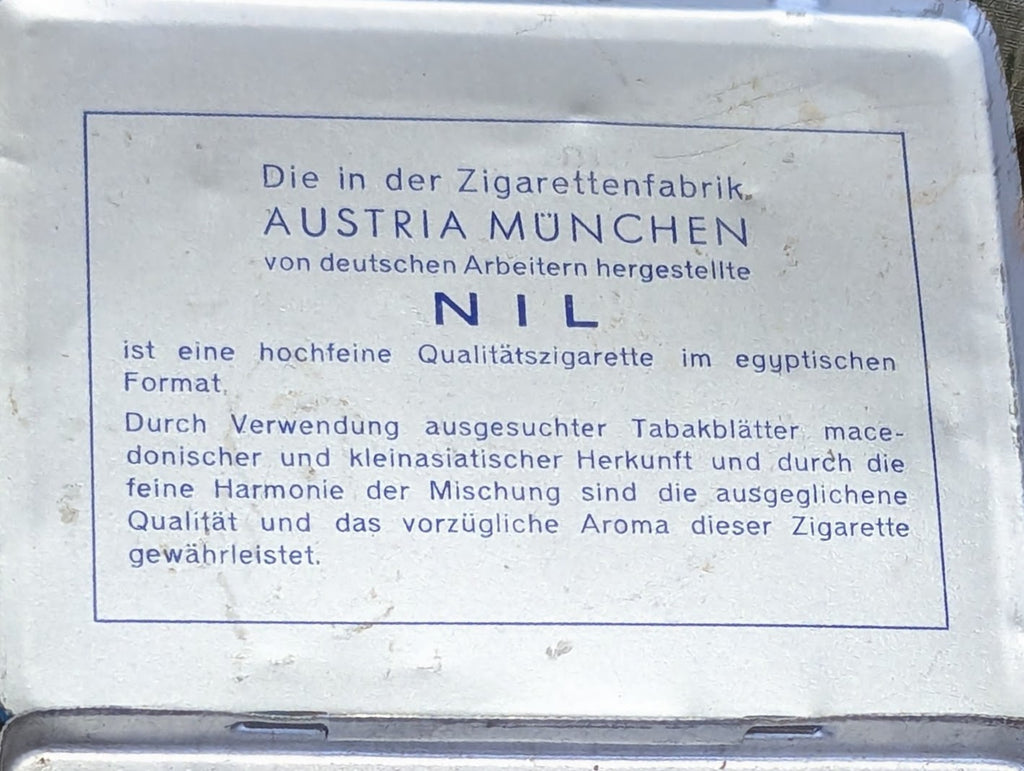 Die in der Zigarettenfabrik
AUSTRIA MÜNCHEN
von deutschen Arbeitern hergestellte
NIL
ist eine hochfeine Qualitätszigarette im egyptischen
Format.
Durch Verwendung ausgesuchter Tabakblätter mace-
donischer und kleinasiatischer Herkunft und durch die
feine Harmonie der Mischung sind die ausgeglichene
Qualität und das vorzügliche Aroma dieser Zigarette
gewährleistet.